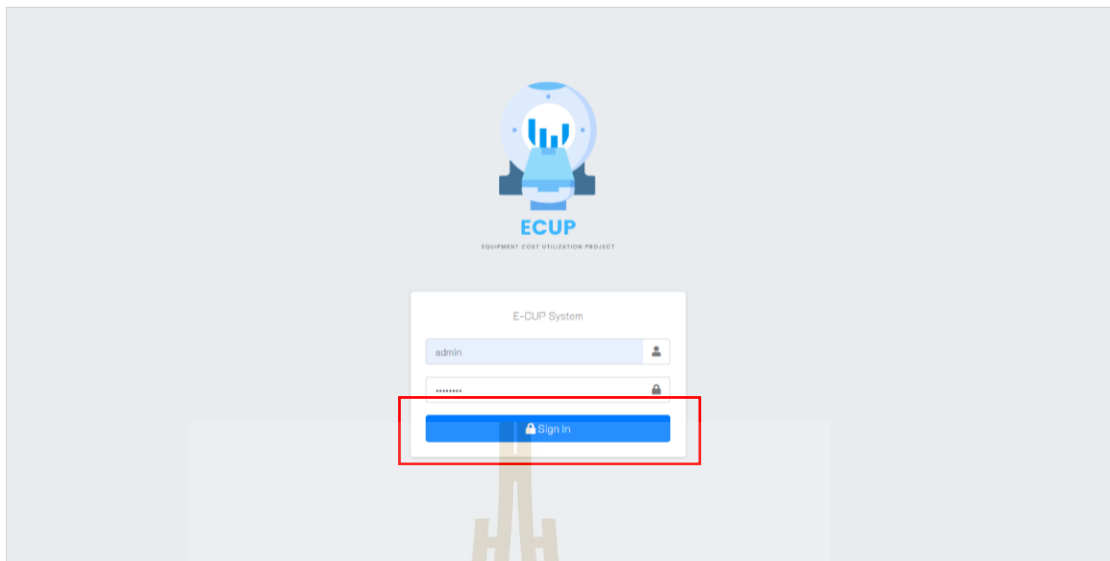 ECUP
EQUIPMENT COST UTILIZATION PROJECT
E-CUP System
admin
........
Sign In